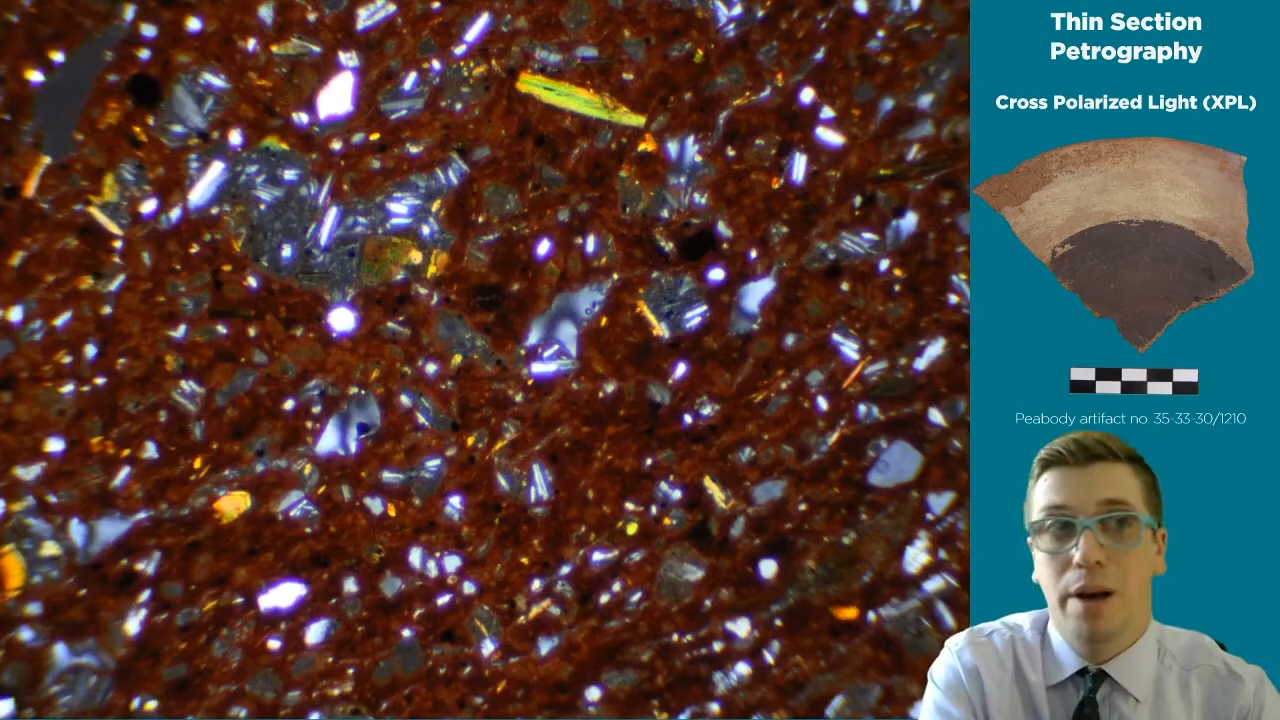 Thin Section
Petrography
Cross Polarized Light (XPL)
Peabody artifact no. 35-33-30/1210